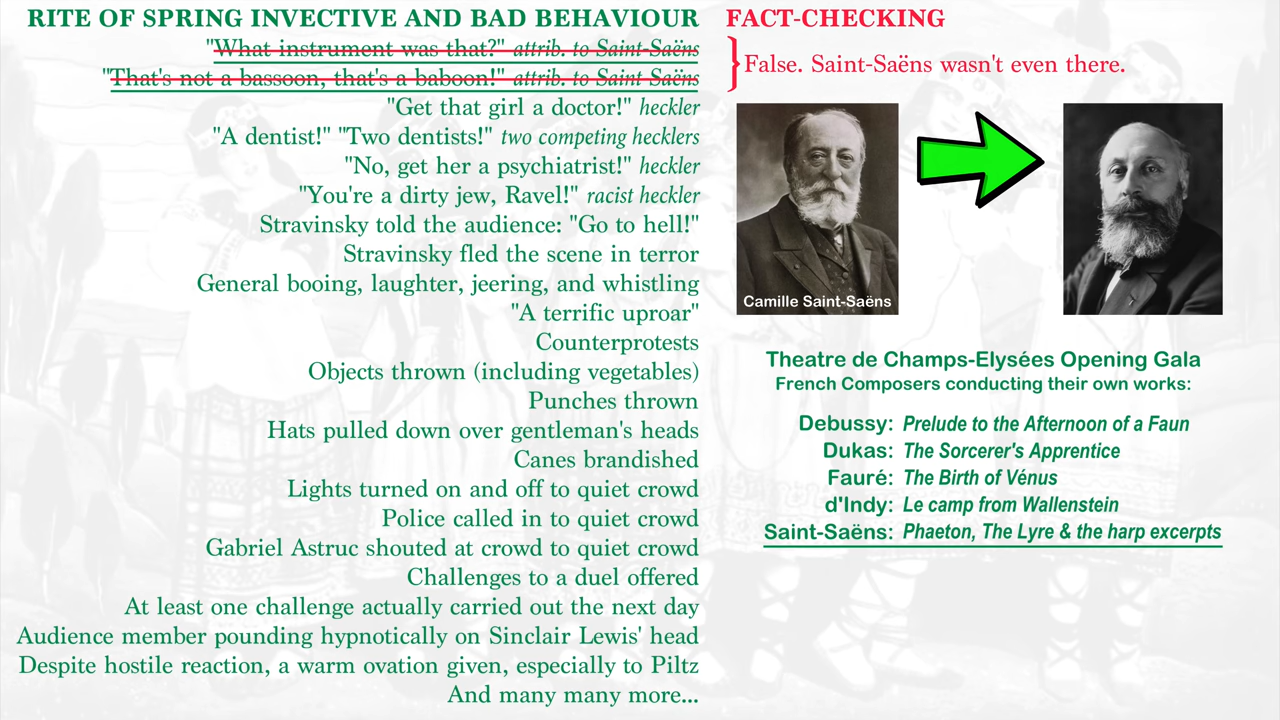 RITE OF SPRING INVECTIVE AND BAD BEHAVIOUR
"What instrument was that?" attrib. to Saint-Saëns
"That's not a bassoon, that's a baboon!" attrib. to Saint Saëns
"Get that girl a doctor!" heckler
"A dentist!" "Two dentists!" two competing hecklers
"No, get her a psychiatrist!" heckler
"You're a dirty jew, Ravel!" racist heckler
Stravinsky told the audience: "Go to hell!"
Stravinsky fled the scene in terror
General booing, laughter, jeering, and whistling
"A terrific uproar"
Counterprotests
Objects thrown (including vegetables)
Punches thrown
Hats pulled down over gentleman's heads
Canes brandished
Lights turned on and off to quiet crowd
Police called in to quiet crowd
Gabriel Astruc shouted at crowd to quiet crowd
Challenges to a duel offered
At least one challenge actually carried out the next day
Audience member pounding hypnotically on Sinclair Lewis' head
Despite hostile reaction, a warm ovation given, especially to Piltz
And many many more...
FACT-CHECKING
False. Saint-Saëns wasn't even there.
Camille Saint-Saëns
Theatre de Champs-Elysées Opening Gala
French Composers conducting their own works:
Debussy: Prelude to the Afternoon of a Faun
Dukas: The Sorcerer's Apprentice
Fauré: The Birth of Vénus
d'Indy: Le camp from Wallenstein
Saint-Saëns: Phaeton, The Lyre & the harp excerpts